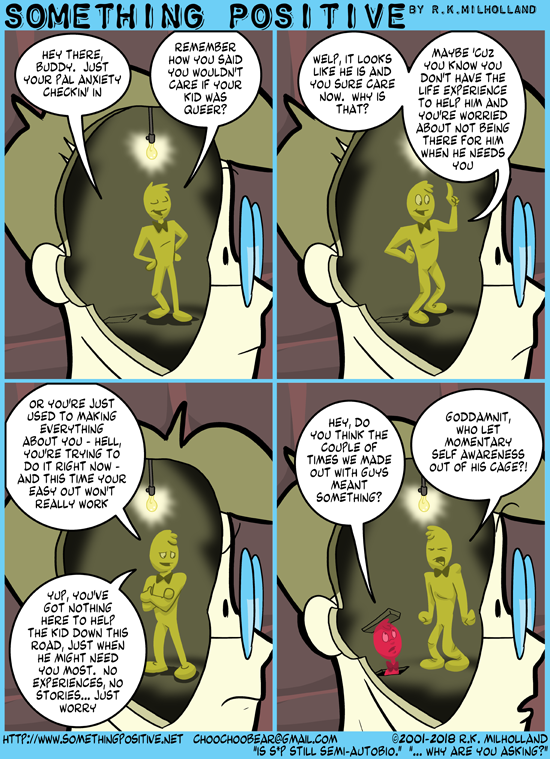 SOMETHING POSITIVE BY R.K.MILHOLLAND
HEY THERE,
BUDDY. JUST
YOUR PAL ANXIETY
CHECKIN' IN
REMEMBER
HOW YOU SAID
YOU WOULDN'T
CARE IF YOUR
KID WAS
QUEER?
WELP, IT LOOKS
LIKE HE IS AND
YOU SURE CARE
NOW. WHY IS
THAT?
MAYBE 'CUZ
YOU KNOW YOU
DON'T HAVE THE
LIFE EXPERIENCE
TO HELP HIM AND
YOU'RE WORRIED
ABOUT NOT BEING
THERE FOR HIM
WHEN HE NEEDS
YOU
OR YOU'RE JUST
USED TO MAKING
EVERYTHING
ABOUT YOU - HELL,
YOU'RE TRYING TO
DO IT RIGHT NOW -
AND THIS TIME YOUR
EASY OUT WON'T
REALLY WORK
YUP, YOU'VE
GOT NOTHING
HERE TO HELP
THE KID DOWN THIS
ROAD, JUST WHEN
HE MIGHT NEED
YOU MOST. NO
EXPERIENCES, NO
STORIES... JUST
WORRY
HEY, DO
YOU THINK THE
COUPLE OF
TIMES WE MADE
OUT WITH GUYS
MEANT
SOMETHING?
GODDAMNIT,
WHO LET
MOMENTARY
SELF AWARENESS
OUT OF HIS CAGE?!
HTTP://WWW.SOMETHINGPOSITIVE.NET CHOOCHOOBEAR@GMAIL.COM ©2001-2018 R.K. MILHOLLAND
"IS S*P STILL SEMI-AUTOBIO." "... WHY ARE YOU ASKING?"